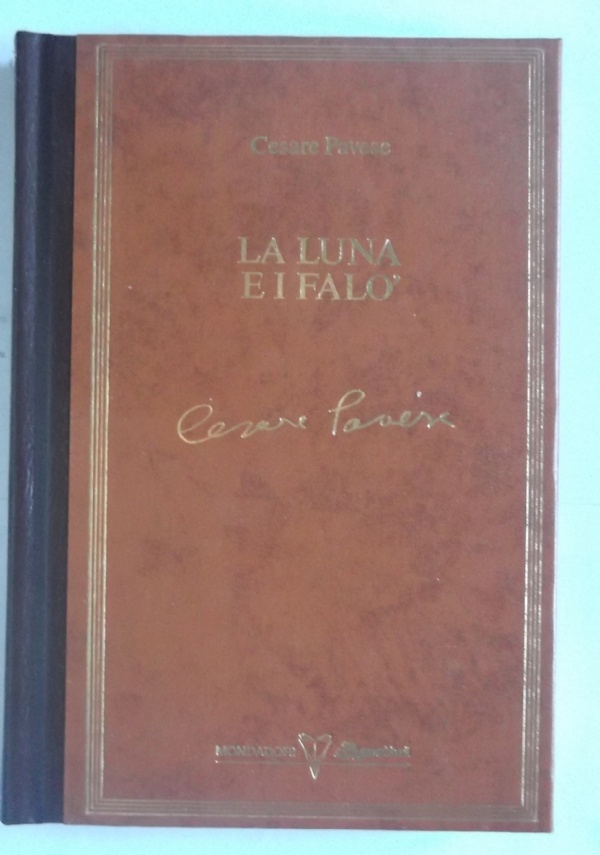 Cesare Pavese
LA LUNA
E I FALO'
Cesare Pavese
MONDADORI